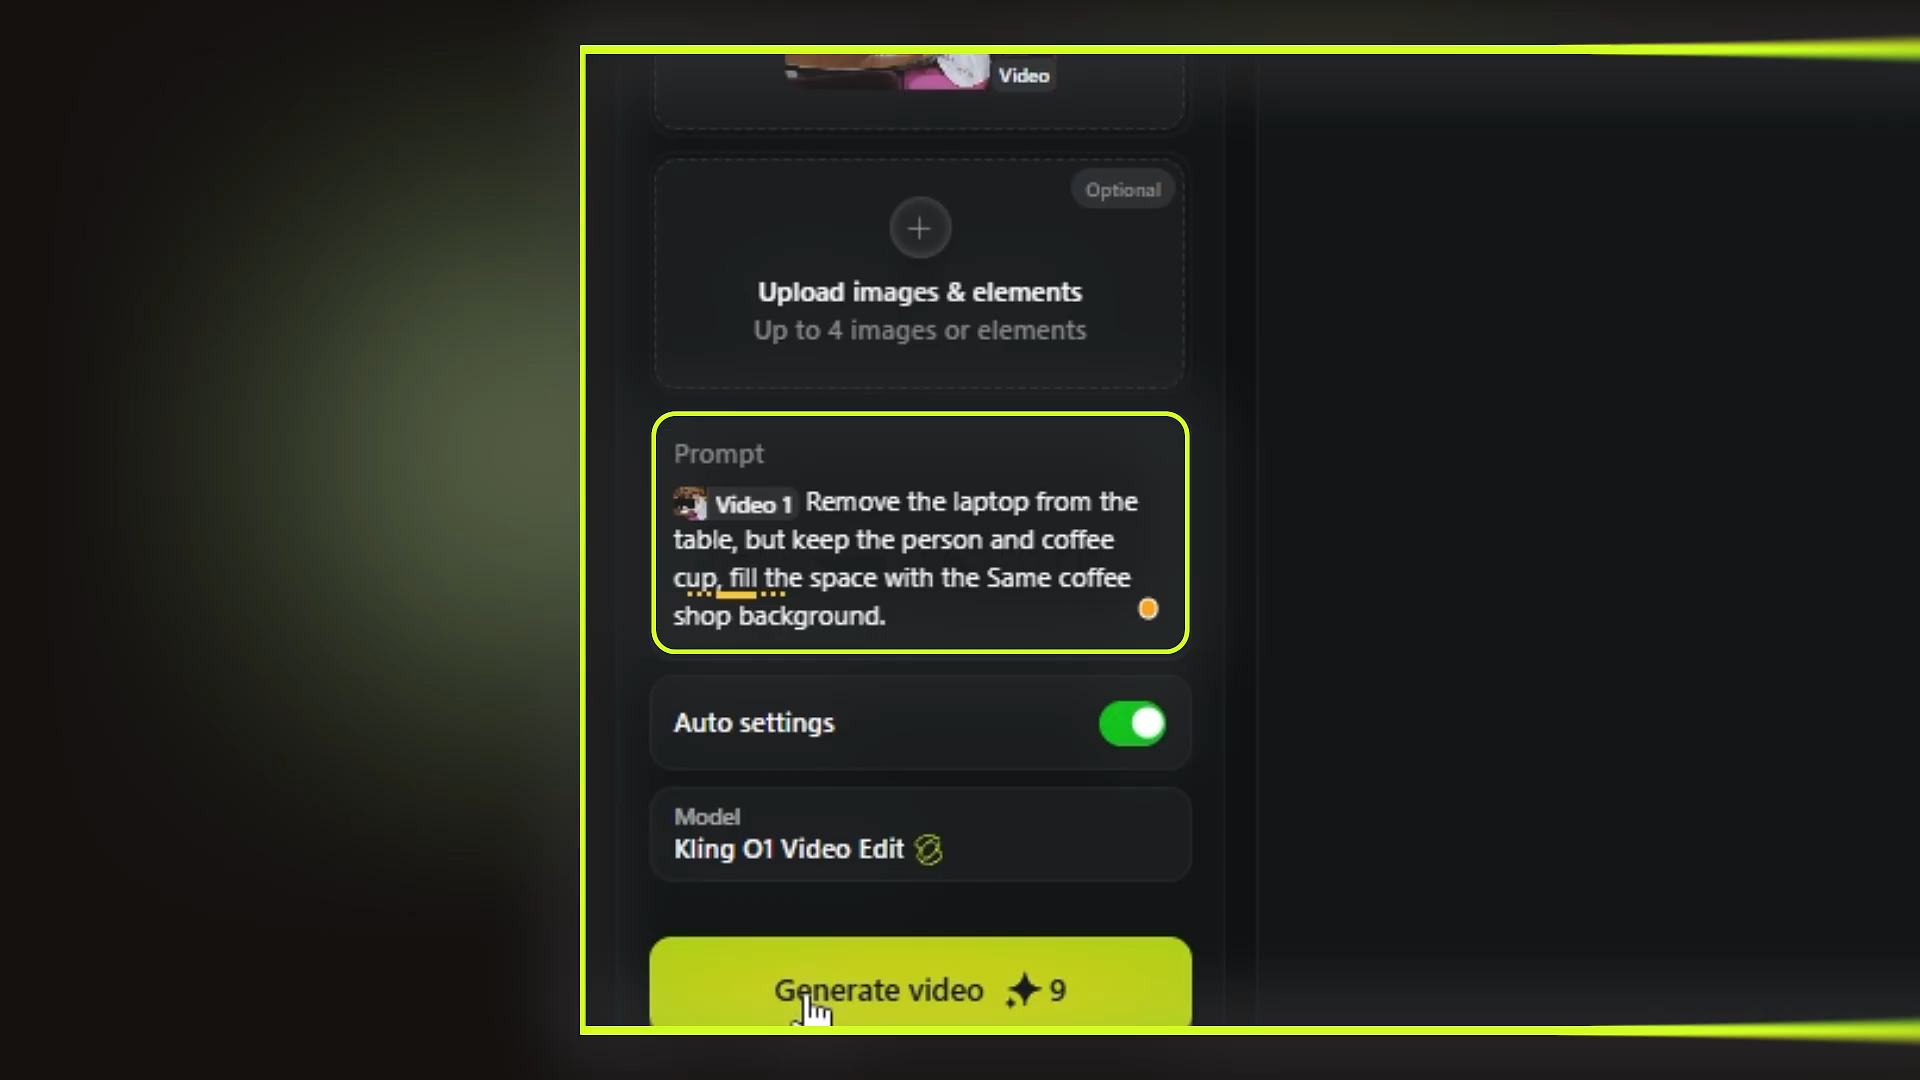 Video
Optional
Upload images & elements
Up to 4 images or elements
Prompt
Video 1 Remove the laptop from the
table, but keep the person and coffee
cup, fill the space with the Same coffee
shop background.
Auto settings
Model
Kling O1 Video Edit
Generate video 9